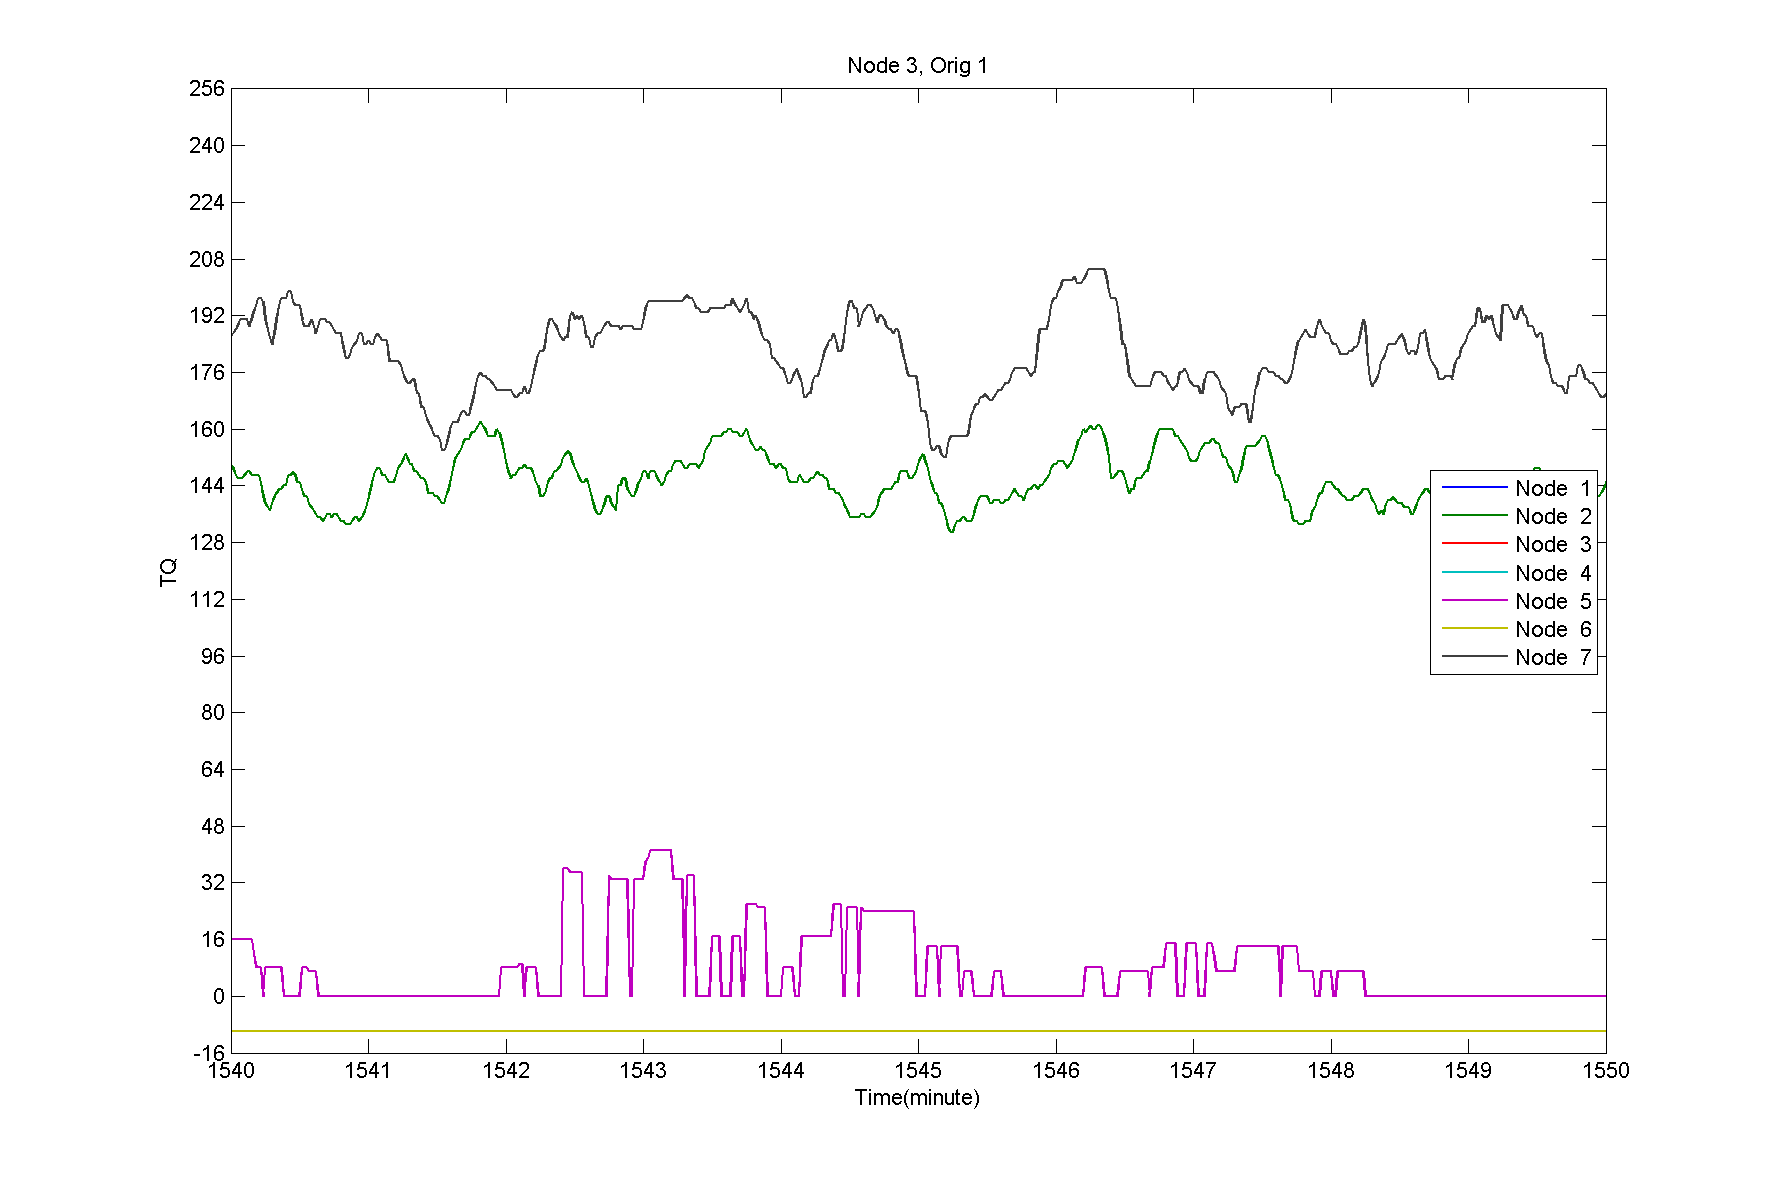 Node 3, Orig 1
256
240
224
208
192
176
160
144
128
112
96
80
64
48
32
16
0
-16
TQ
Node 1
Node 2
Node 3
Node 4
Node 5
Node 6
Node 7
1540 1541 1542 1543 1544 1545 1546 1547 1548 1549 1550
Time(minute)